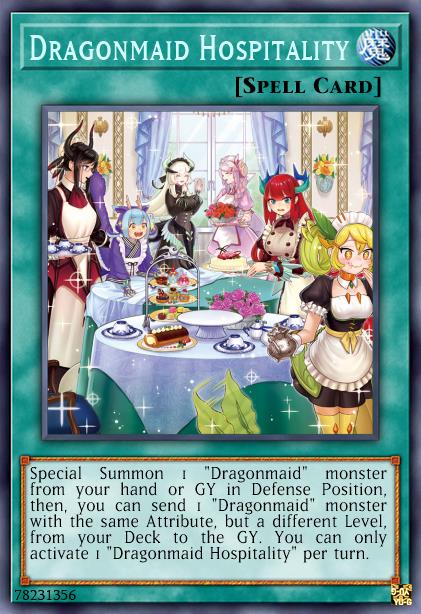 Dragonmaid Hospitality
魔
[Spell Card]
Special Summon 1 "Dragonmaid" monster
from your hand or GY in Defense Position,
then, you can send 1 "Dragonmaid" monster
with the same Attribute, but a different Level,
from your Deck to the GY. You can only
activate 1 "Dragonmaid Hospitality" per turn.
78231356